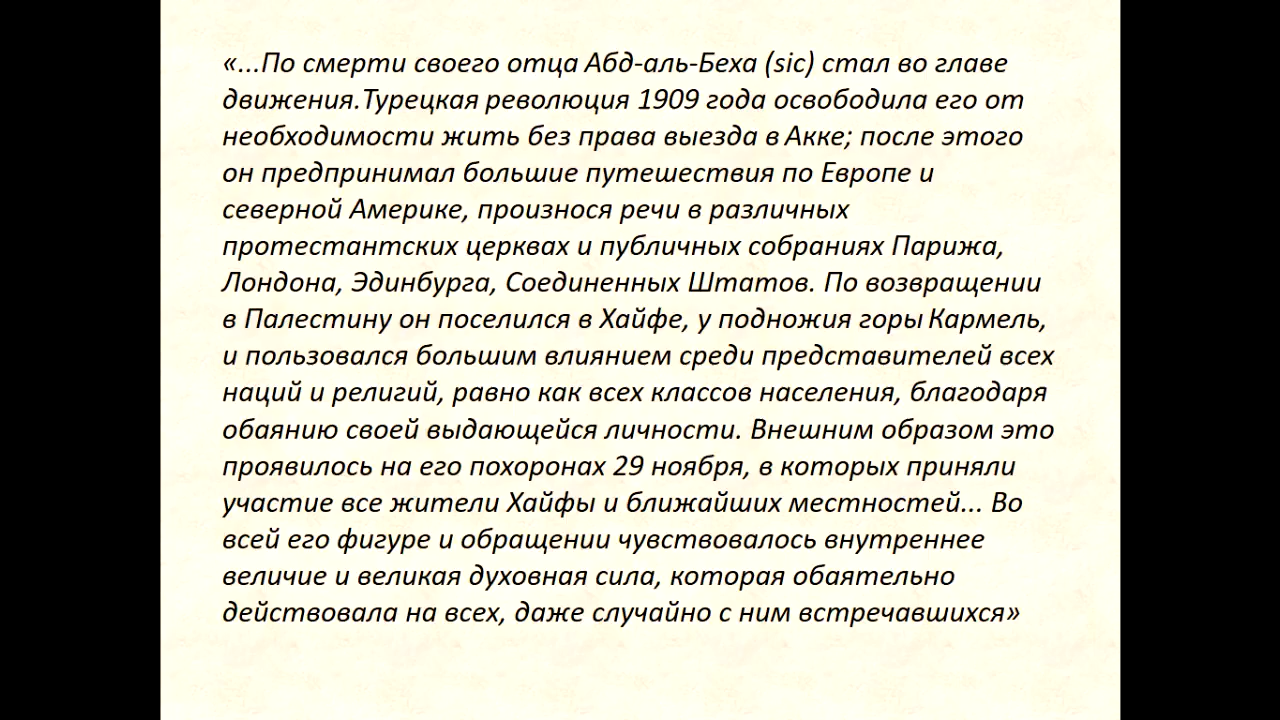 «...По смерти своего отца Абд-аль-Беха (sic) стал во главе
движения.Турецкая революция 1909 года освободила его от
необходимости жить без права выезда в Акке; после этого
он предпринимал большие путешествия по Европе и
северной Америке, произнося речи в различных
протестантских церквах и публичных собраниях Парижа,
Лондона, Эдинбурга, Соединенных Штатов. По возвращении
в Палестину он поселился в Хайфе, у подножия горы Кармель,
и пользовался большим влиянием среди представителей всех
наций и религий, равно как всех классов населения, благодаря
обаянию своей выдающейся личности. Внешним образом это
проявилось на его похоронах 29 ноября, в которых приняли
участие все жители Хайфы и ближайших местностей... Во
всей его фигуре и обращении чувствовалось внутреннее
величие и великая духовная сила, которая обаятельно
действовала на всех, даже случайно с ним встречавшихся»